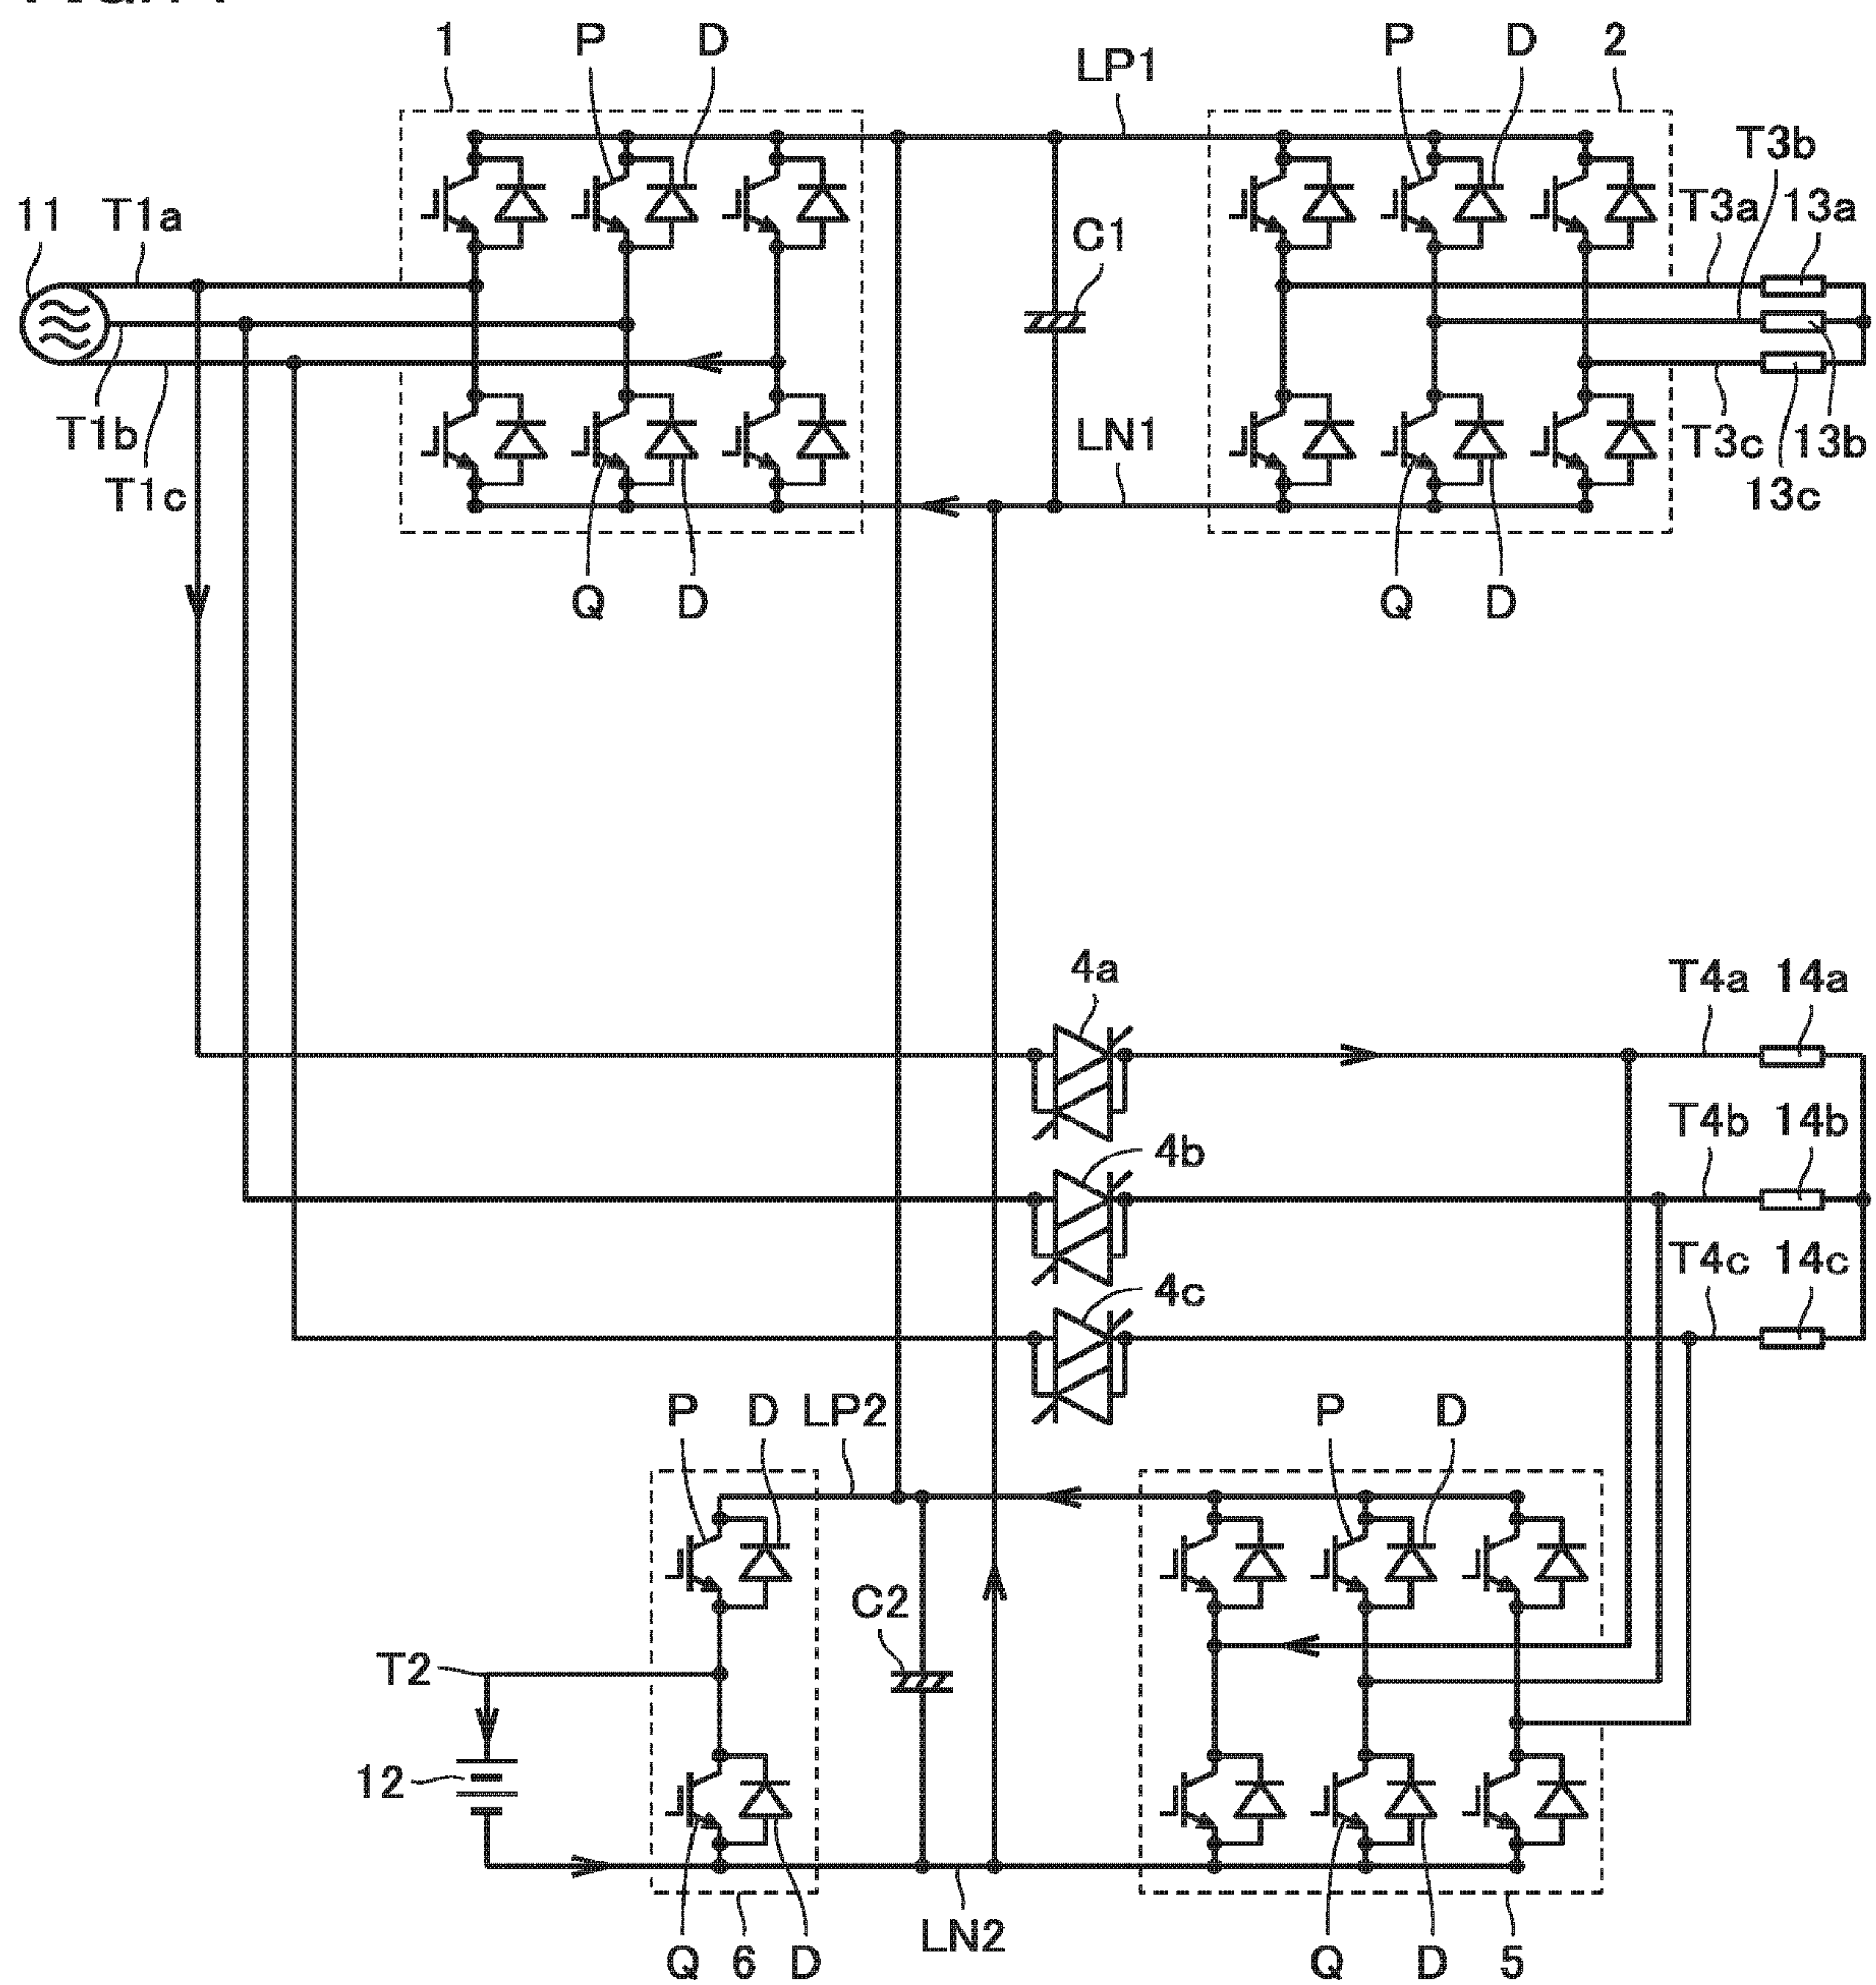 1 P D LP1 P D 2
T3b
11 T1a T3a 13a
C1
T1b LN1 T3c 13b
T1c 13c
Q D Q D
4a T4a 14a
4b T4b 14b
4c T4c 14c
P D LP2 P D
C2
T2
12
Q 6 D LN2 Q D 5